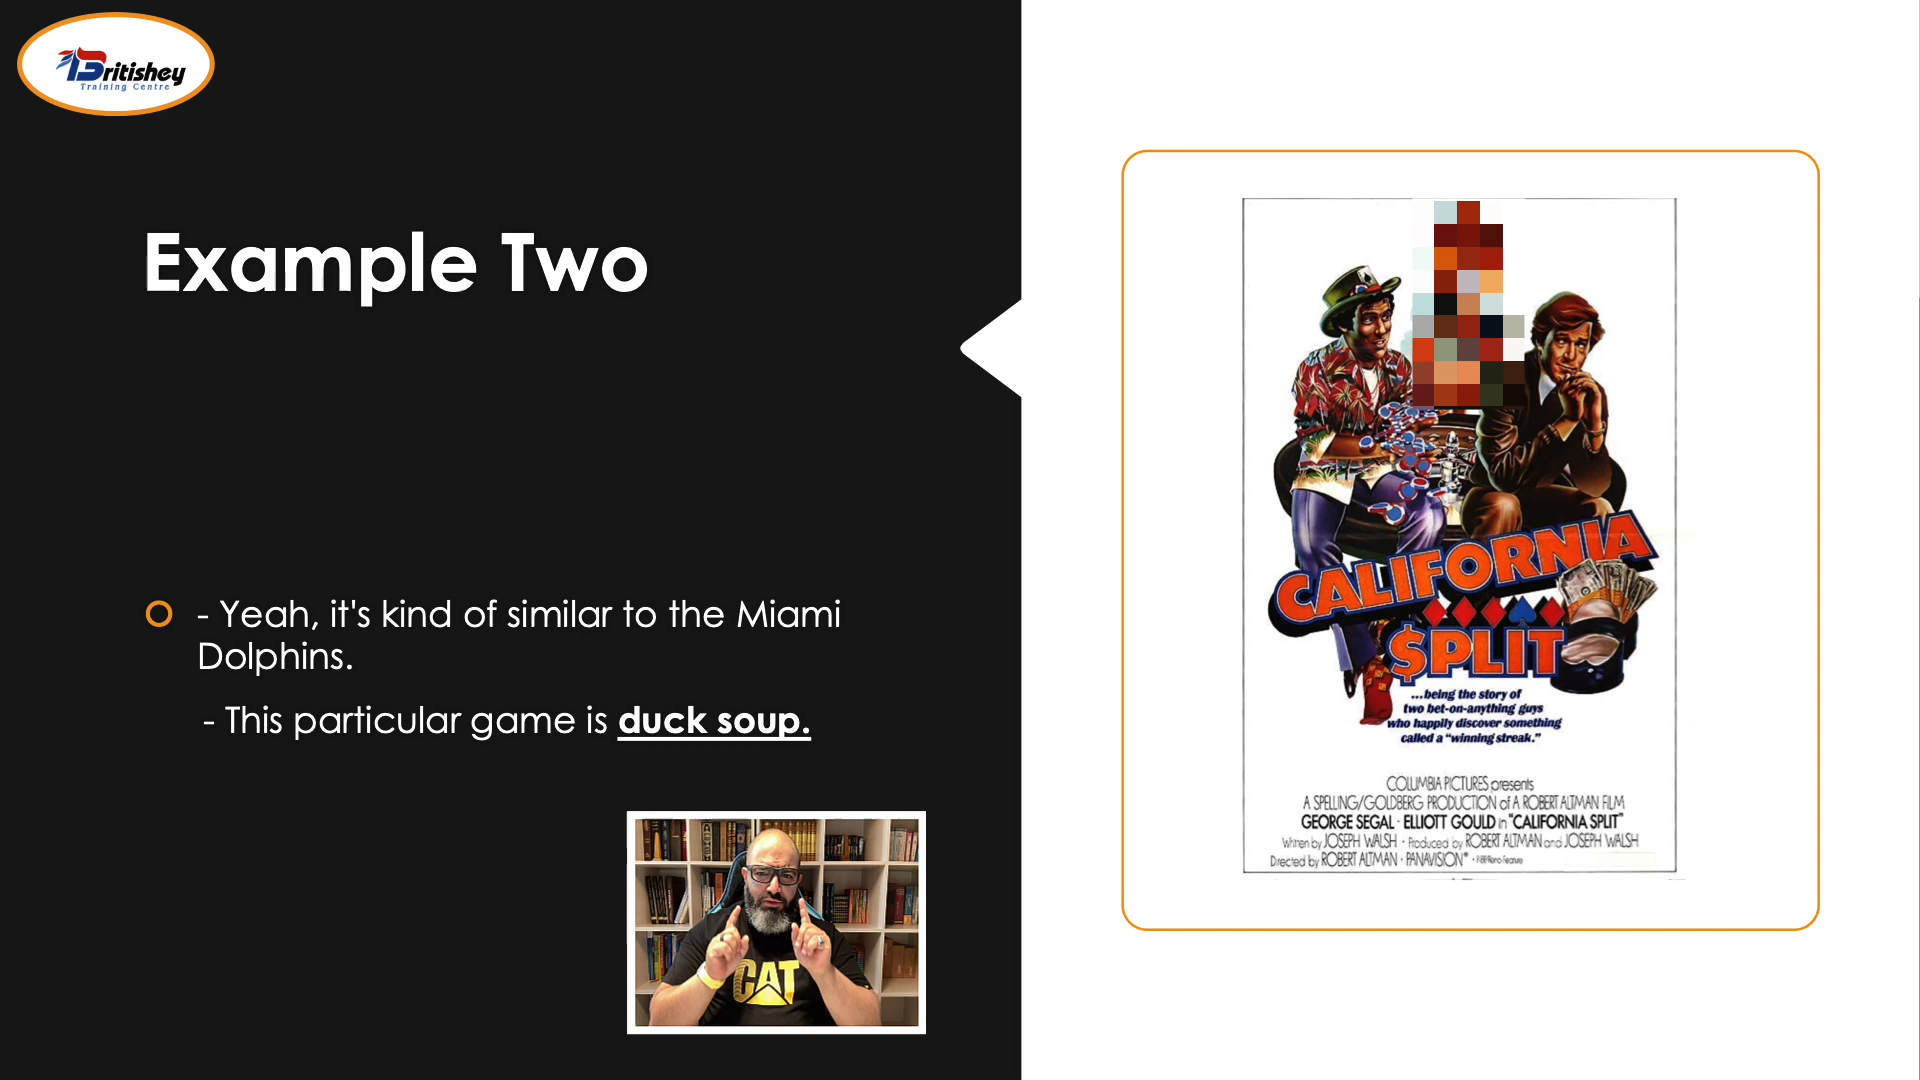 Britishey
Training Centre
Example Two
- Yeah, it's kind of similar to the Miami
Dolphins.
- This particular game is duck soup.
CAT
CALIFORNIA
$PLIT
...being the story of
two bet-on-anything guys
who happily discover something
called a "winning streak."
COLUMBIA PICTURES presents
A SPELLING/GOLDBERG PRODUCTION of A ROBERT ALTMAN FILM
GEORGE SEGAL · ELLIOTT GOULD in "CALIFORNIA SPLIT"
Written by JOSEPH WALSH · Produced by ROBERT ALTMAN and JOSEPH WALSH
Directed by ROBERT ALTMAN · PANAVISION®